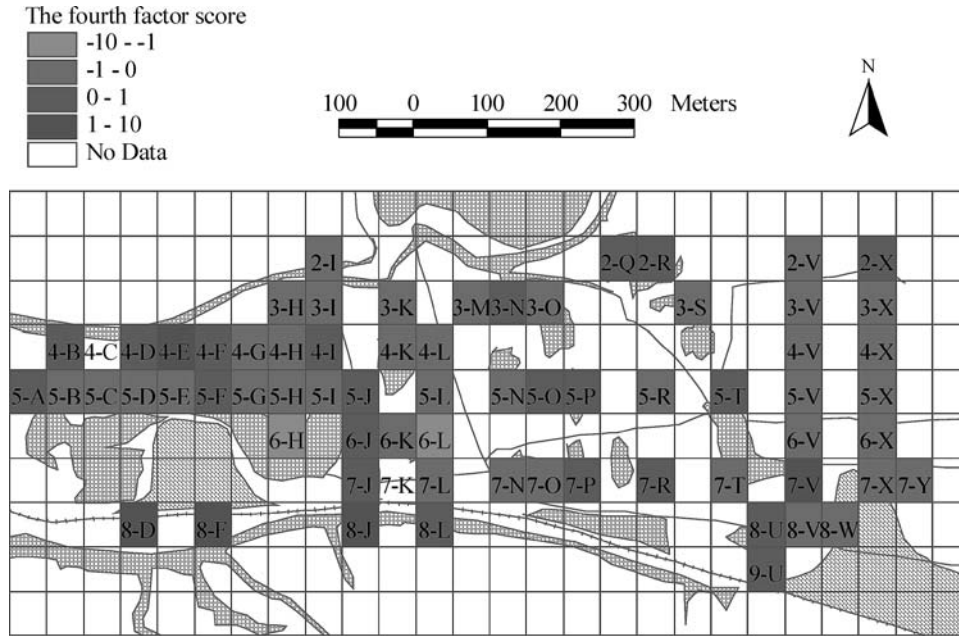 The fourth factor score
-10 - -1
-1 - 0
0 - 1
1 - 10
No Data
100 0 100 200 300 Meters
N
2-I 2-Q 2-R 2-V 2-X
3-H 3-I 3-K 3-M 3-N 3-O 3-S 3-V 3-X
4-B 4-C 4-D 4-E 4-F 4-G 4-H 4-I 4-K 4-L 4-V 4-X
5-A 5-B 5-C 5-D 5-E 5-F 5-G 5-H 5-I 5-J 5-L 5-N 5-O 5-P 5-R 5-T 5-V 5-X
6-H 6-J 6-K 6-L 6-V 6-X
7-J 7-K 7-L 7-N 7-O 7-P 7-R 7-T 7-V 7-X 7-Y
8-D 8-F 8-J 8-L 8-U 8-V 8-W
9-U